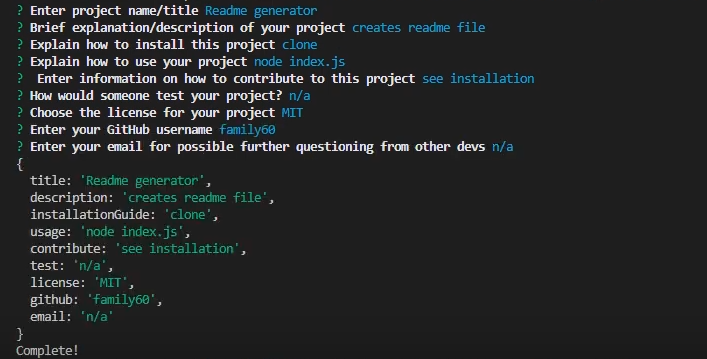 ? Enter project name/title Readme generator
? Brief explanation/description of your project creates readme file
? Explain how to install this project clone
? Explain how to use your project node index.js
?  Enter information on how to contribute to this project see installation
? How would someone test your project? n/a
? Choose the license for your project MIT
? Enter your GitHub username family60
? Enter your email for possible further questioning from other devs n/a
{
  title: 'Readme generator',
  description: 'creates readme file',
  installationGuide: 'clone',
  usage: 'node index.js',
  contribute: 'see installation',
  test: 'n/a',
  license: 'MIT',
  github: 'family60',
  email: 'n/a'
}
Complete!